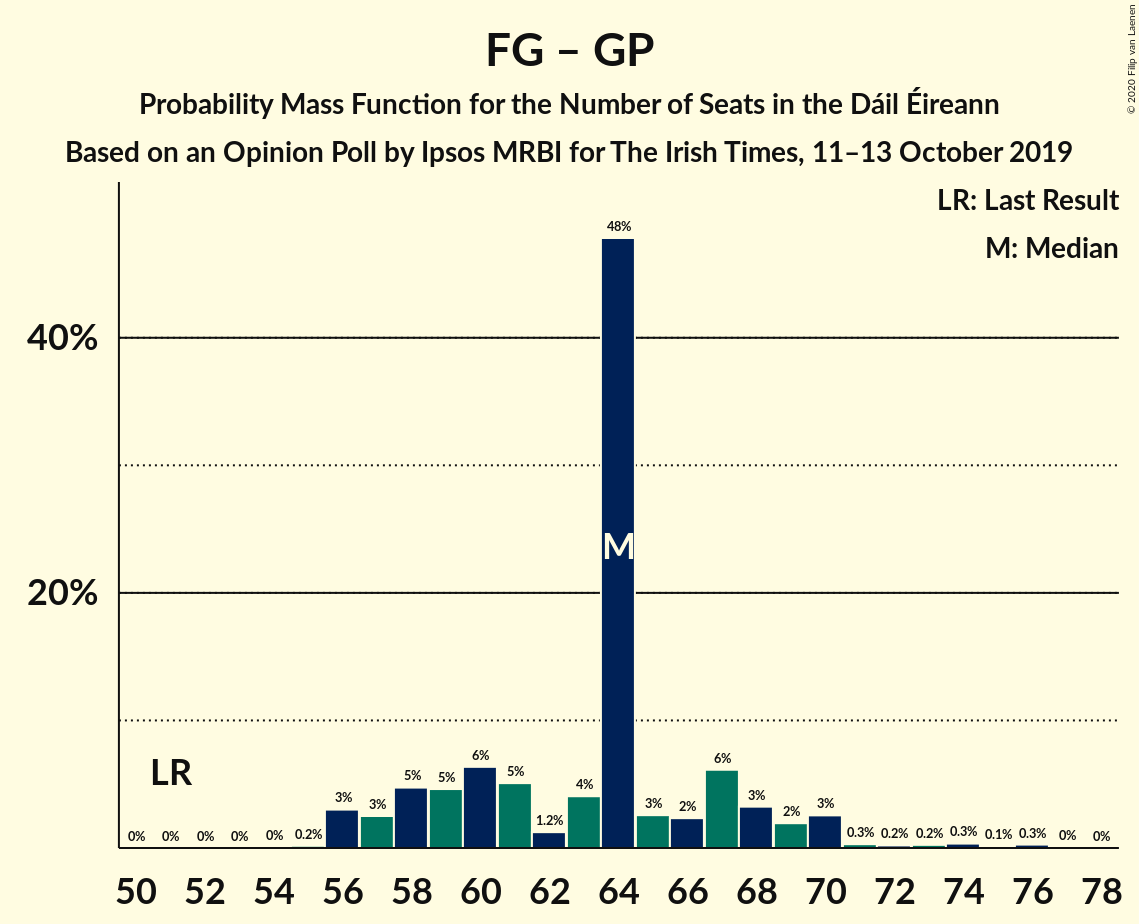 FG – GP
Probability Mass Function for the Number of Seats in the Dáil Éireann
Based on an Opinion Poll by Ipsos MRBI for The Irish Times, 11–13 October 2019
© 2020 Filip van Laenen
LR: Last Result
M: Median
48%
40%
M
20%
LR
0% 0% 0% 0% 0% 0.2% 3% 3% 5% 5% 6% 5% 1.2% 4% 3% 2% 6% 3% 2% 3% 0.3% 0.2% 0.2% 0.3% 0.1% 0.3% 0% 0%
50 52 54 56 58 60 62 64 66 68 70 72 74 76 78